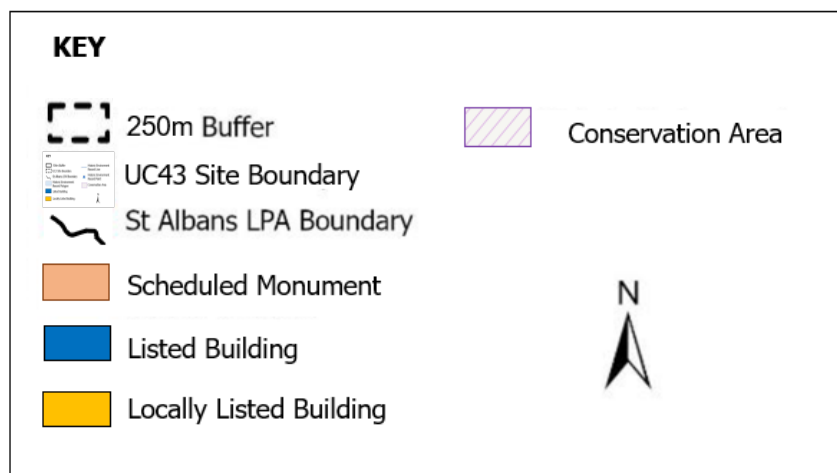 KEY
250m Buffer
Conservation Area
UC43 Site Boundary
St Albans LPA Boundary
Scheduled Monument
N
Listed Building
Locally Listed Building